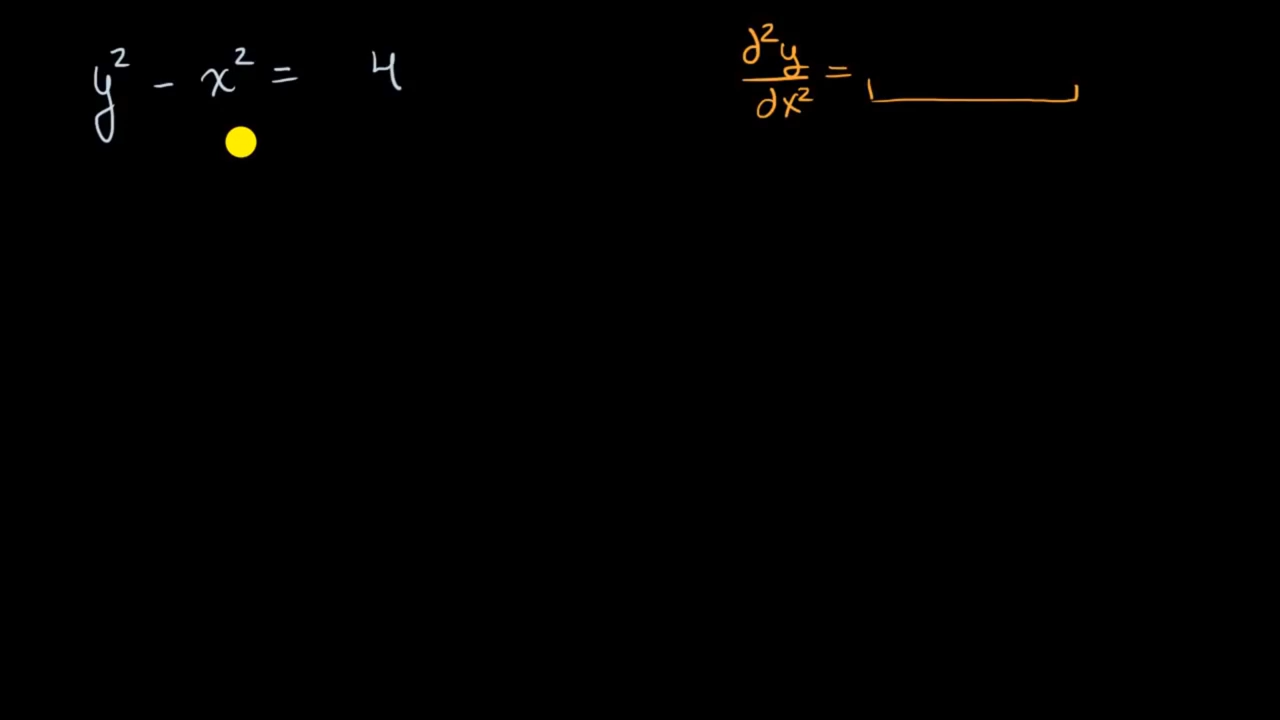 y² - x² = 4
d²y/dx² =